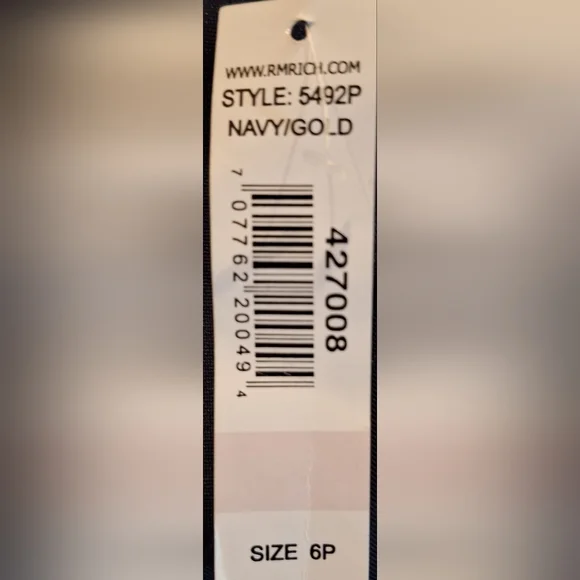 WWW.RMRICH.COM
STYLE: 5492P
NAVY/GOLD
7 07762 20049 4
427008
SIZE 6P